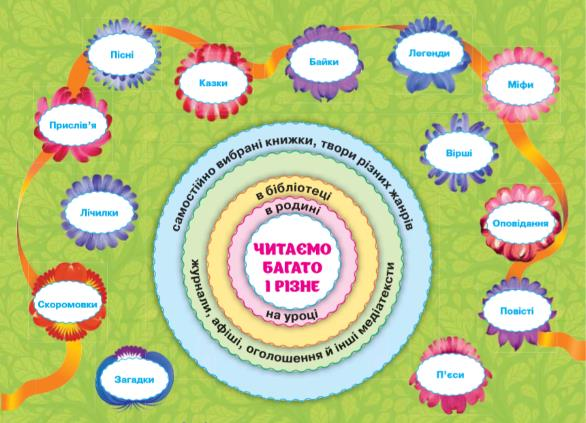 Пісні
Казки
Байки
Легенди
Міфи
Прислів'я
Вірші
Лічилки
Оповідання
Скоромовки
Повісті
Загадки
П'єси
самостійно вибрані книжки, твори різних жанрів
журнали, афіші, оголошення й інші медіатексти
в бібліотеці
в родині
ЧИТАЄМО
БАГАТО
І РІЗНЕ
на уроці